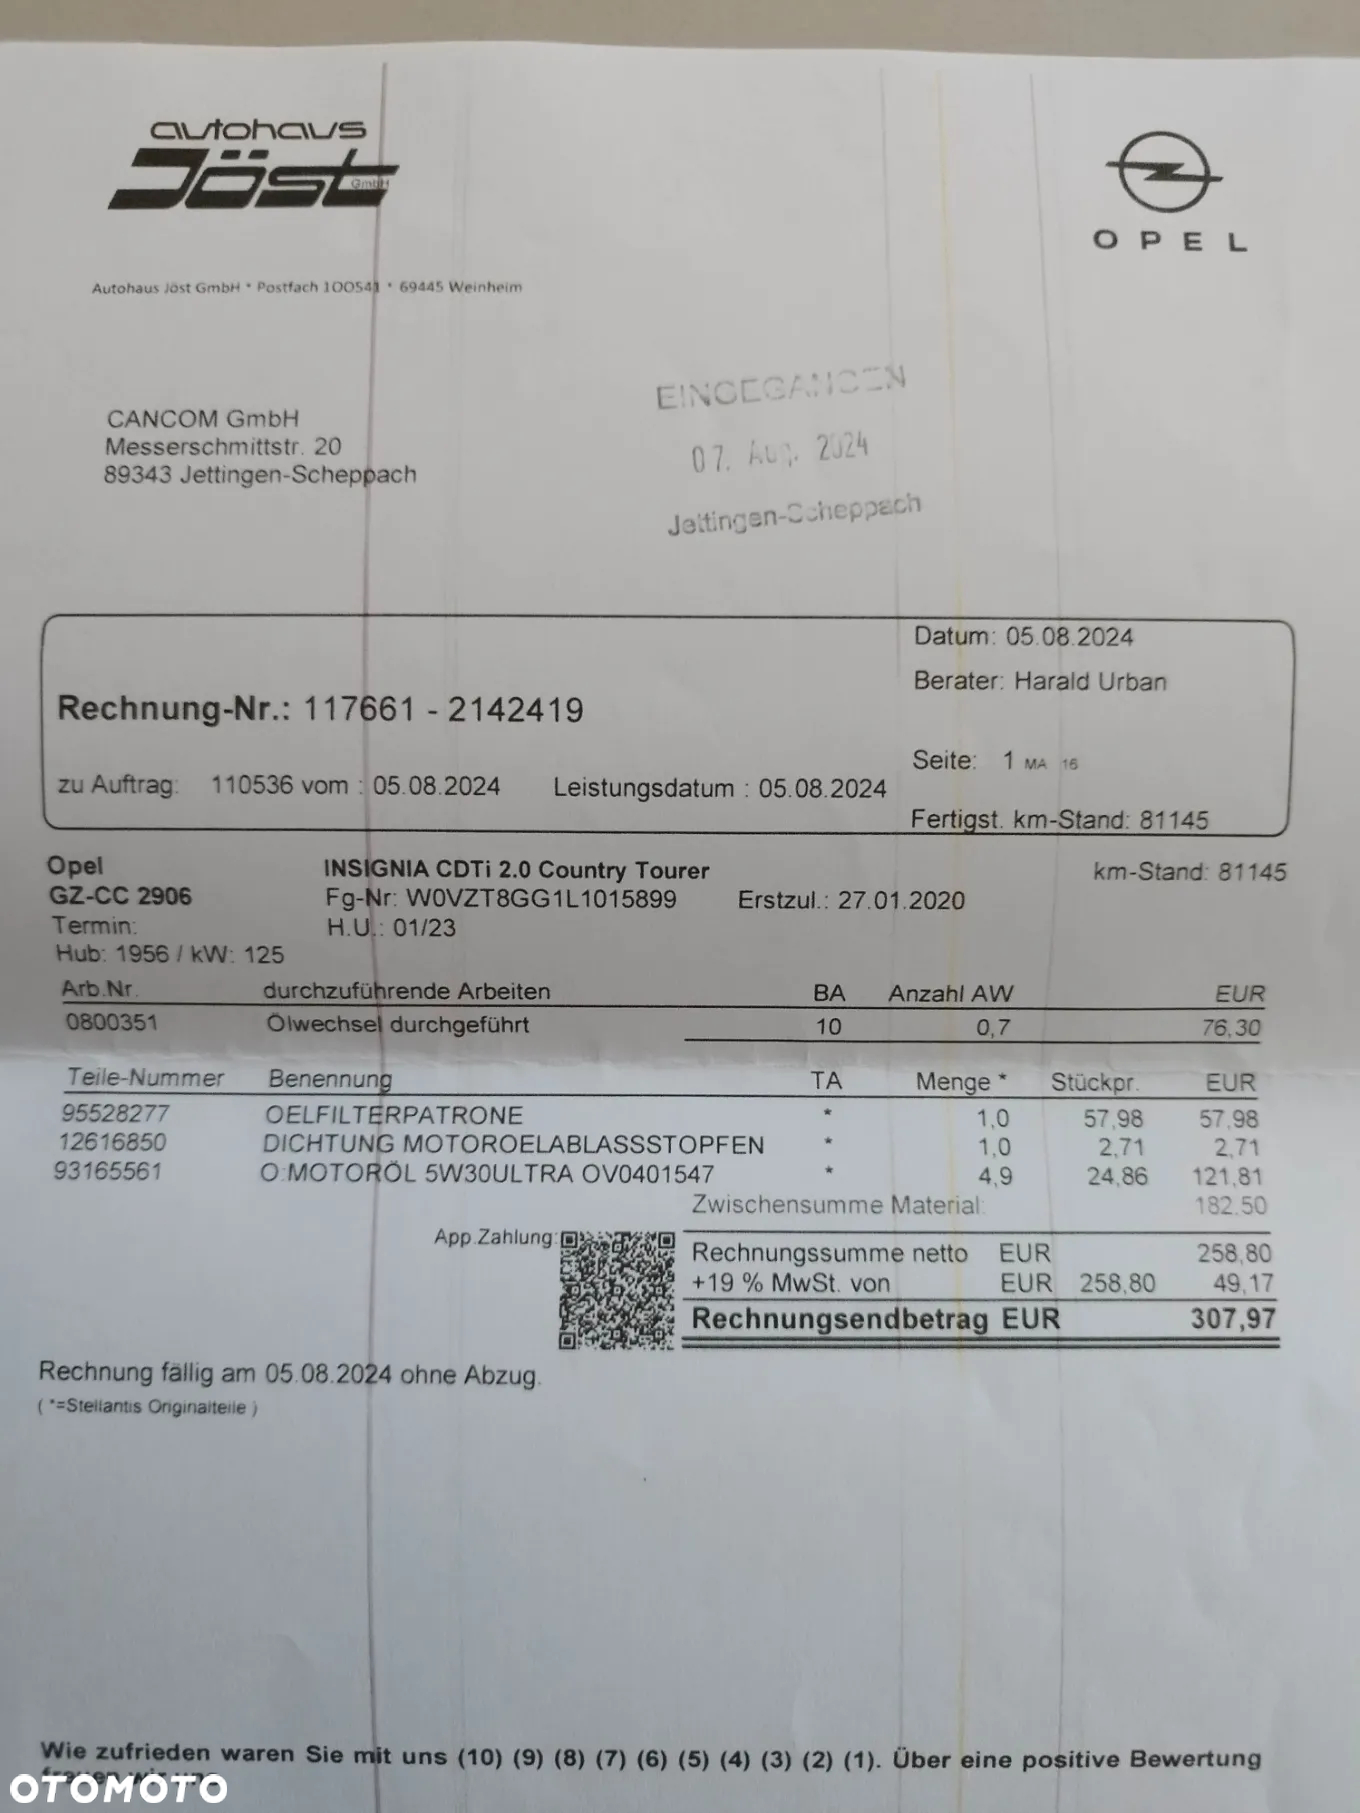 autohaus
Jöst
GmbH
OPEL
Autohaus Jöst GmbH * Postfach 100541 * 69445 Weinheim
EINGEGANGEN
07. Aug. 2024
Jettingen-Scheppach
CANCOM GmbH
Messerschmittstr. 20
89343 Jettingen-Scheppach
Datum: 05.08.2024
Berater: Harald Urban
Rechnung-Nr.: 117661 - 2142419
Seite: 1 MA 16
zu Auftrag: 110536 vom : 05.08.2024 Leistungsdatum : 05.08.2024
Fertigst. km-Stand: 81145
Opel INSIGNIA CDTi 2.0 Country Tourer km-Stand: 81145
GZ-CC 2906 Fg-Nr: W0VZT8GG1L1015899 Erstzul.: 27.01.2020
Termin: H.U.: 01/23
Hub: 1956 / kW: 125
Arb.Nr. durchzuführende Arbeiten BA Anzahl AW EUR
0800351 Ölwechsel durchgeführt 10 0,7 76,30
Teile-Nummer Benennung TA Menge * Stückpr. EUR
95528277 OELFILTERPATRONE * 1,0 57,98 57,98
12616850 DICHTUNG MOTOROELABLASSSTOPFEN * 1,0 2,71 2,71
93165561 O:MOTORÖL 5W30ULTRA OV0401547 * 4,9 24,86 121,81
Zwischensumme Material: 182,50
App.Zahlung:
Rechnungssumme netto EUR 258,80
+19 % MwSt. von EUR 258,80 49,17
Rechnungsendbetrag EUR 307,97
Rechnung fällig am 05.08.2024 ohne Abzug.
( *=Stellantis Originalteile )
Wie zufrieden waren Sie mit uns (10) (9) (8) (7) (6) (5) (4) (3) (2) (1). Über eine positive Bewertung
freuen wir uns
OTOMOTO